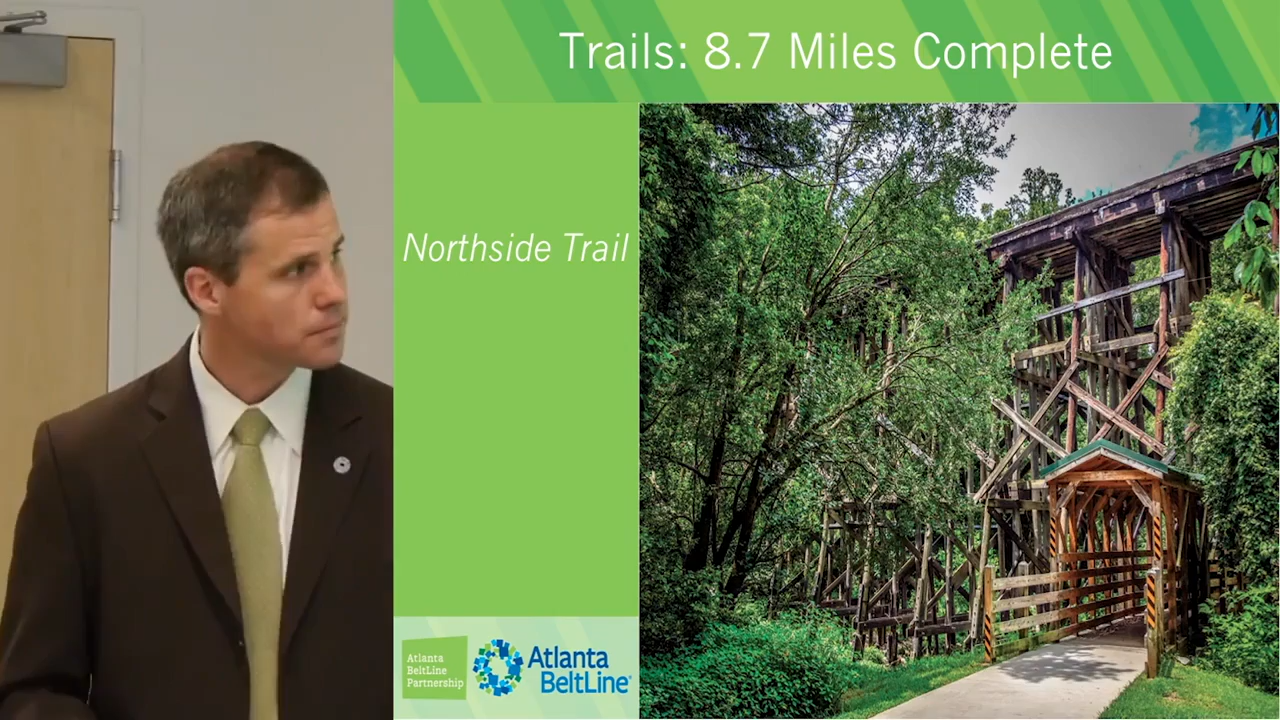 Trails: 8.7 Miles Complete
Northside Trail
Atlanta
BeltLine
Partnership
Atlanta
BeltLine®